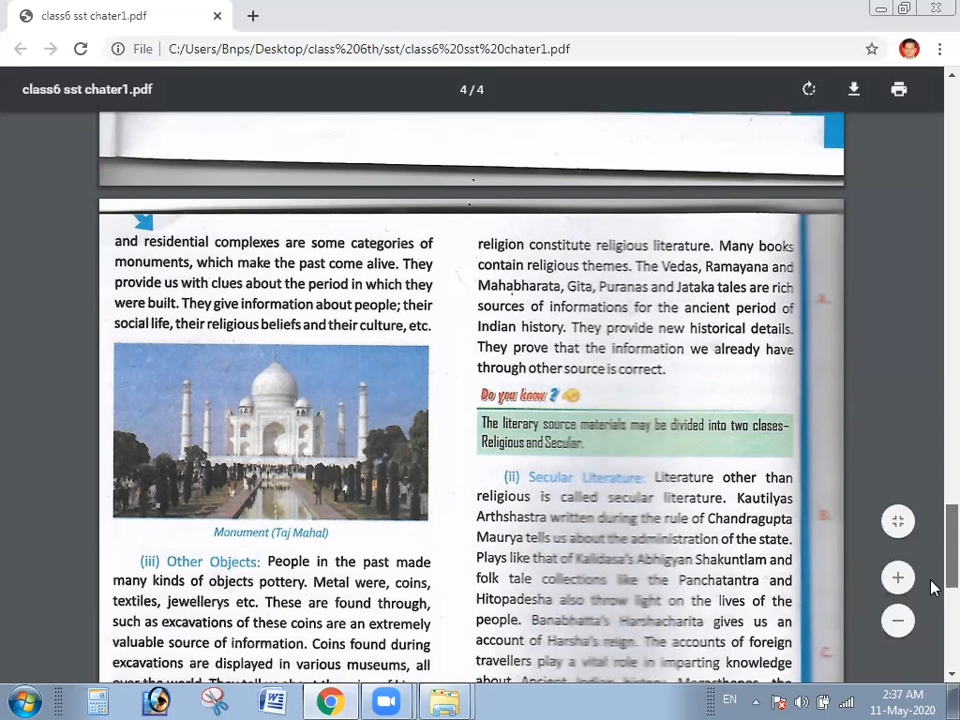 class6 sst chater1.pdf
File
C:/Users/Bnps/Desktop/class%206th/sst/class6%20sst%20chater1.pdf
class6 sst chater1.pdf
4/4
and residential complexes are some categories of
monuments, which make the past come alive. They
provide us with clues about the period in which they
were built. They give information about people; their
social life, their religious beliefs and their culture, etc.
Monument (Taj Mahal)
(iii) Other Objects: People in the past made
many kinds of objects pottery. Metal were, coins,
textiles, jewellerys etc. These are found through,
such as excavations of these coins are an extremely
valuable source of information. Coins found during
excavations are displayed in various museums, all
religion constitute religious literature. Many books
contain religious themes. The Vedas, Ramayana and
Mahabharata, Gita, Puranas and Jataka tales are rich
sources of informations for the ancient period of
Indian history. They provide new historical details.
They prove that the information we already have
through other source is correct.
Do you know ?
The literary source materials may be divided into two clases-
Religious and Secular.
(ii) Secular Literature: Literature other than
religious is called secular literature. Kautilyas
Arthshastra written during the rule of Chandragupta
Maurya tells us about the administration of the state.
Plays like that of Kalidasa's Abhigyan Shakuntlam and
folk tale collections like the Panchatantra and
Hitopadesha also throw light on the lives of the
people. Banabhatta's Harshacharita gives us an
account of Harsha's reign. The accounts of foreign
travellers play a vital role in imparting knowledge
EN
2:37 AM
11-May-2020